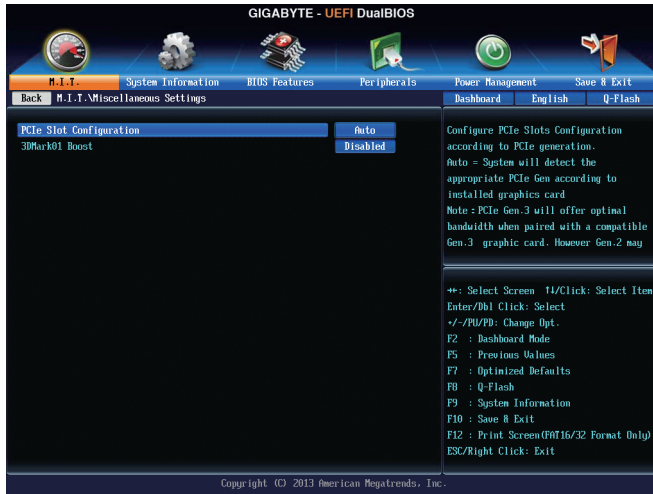 GIGABYTE - UEFI DualBIOS
M.I.T. System Information BIOS Features Peripherals Power Management Save & Exit
Back M.I.T.\Miscellaneous Settings Dashboard English Q-Flash
PCIe Slot Configuration Auto
3DMark01 Boost Disabled
Configure PCIe Slots Configuration
according to PCIe generation.
Auto = System will detect the
appropriate PCIe Gen according to
installed graphics card
Note : PCIe Gen.3 will offer optimal
bandwidth when paired with a compatible
Gen.3 graphic card. However Gen.2 may
→←: Select Screen ↑↓/Click: Select Item
Enter/Dbl Click: Select
+/-/PU/PD: Change Opt.
F2 : Dashboard Mode
F5 : Previous Values
F7 : Optimized Defaults
F8 : Q-Flash
F9 : System Information
F10 : Save & Exit
F12 : Print Screen(FAT16/32 Format Only)
ESC/Right Click: Exit
Copyright (C) 2013 American Megatrends, Inc.